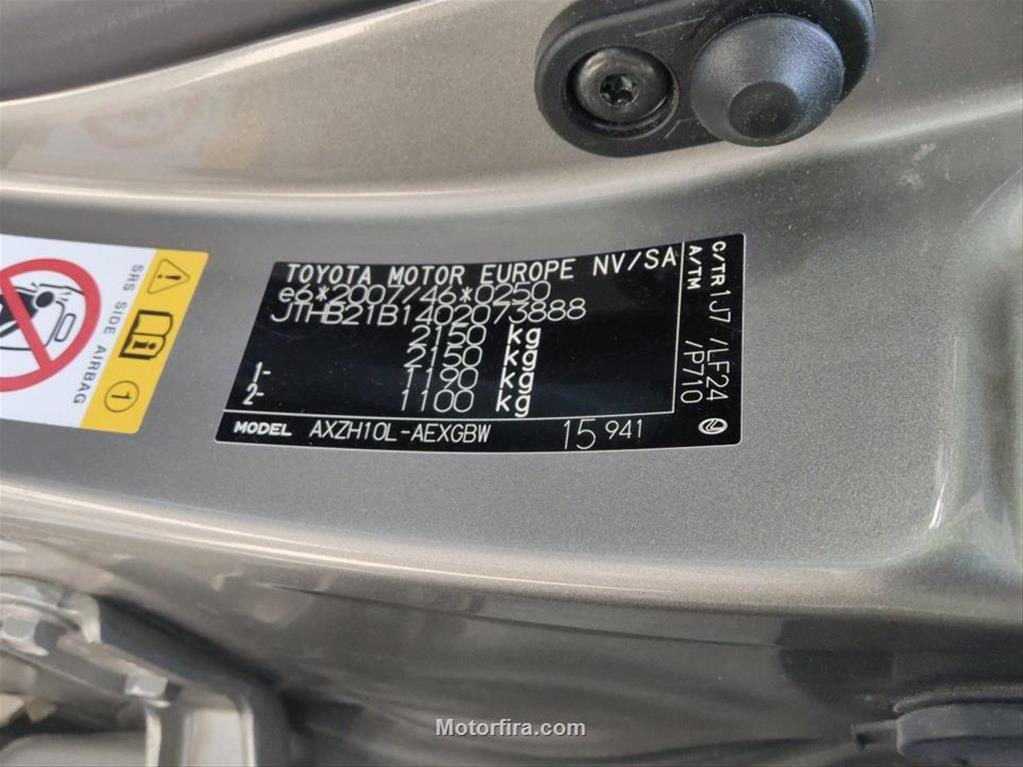 TOYOTA MOTOR EUROPE NV/SA
e6*2007/46*0250
JTHB21B1402073888
2150 kg
2150 kg
1- 1190 kg
2- 1100 kg
MODEL AXZH10L-AEXGBW 15 941
C/TR 1J7 /LF24
A/TM /P710
SRS SIDE AIRBAG
1
Motorfira.com